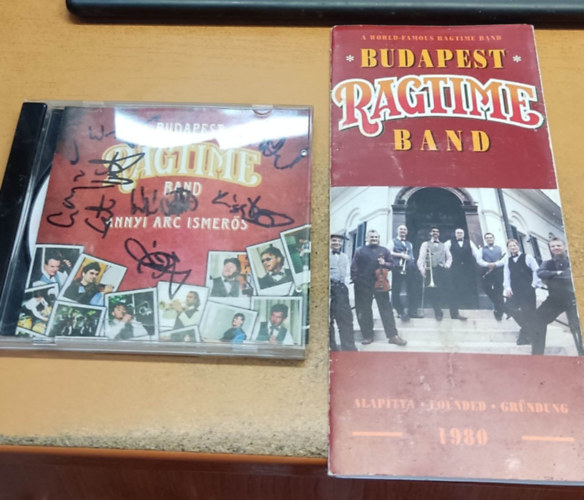 BUDAPEST
RAGTIME
BAND
ANNYI ARC ISMERŐS
A WORLD-FAMOUS RAGTIME BAND
* BUDAPEST *
RAGTIME
BAND
ALAPÍTVA • FOUNDED • GRÜNDUNG
1980